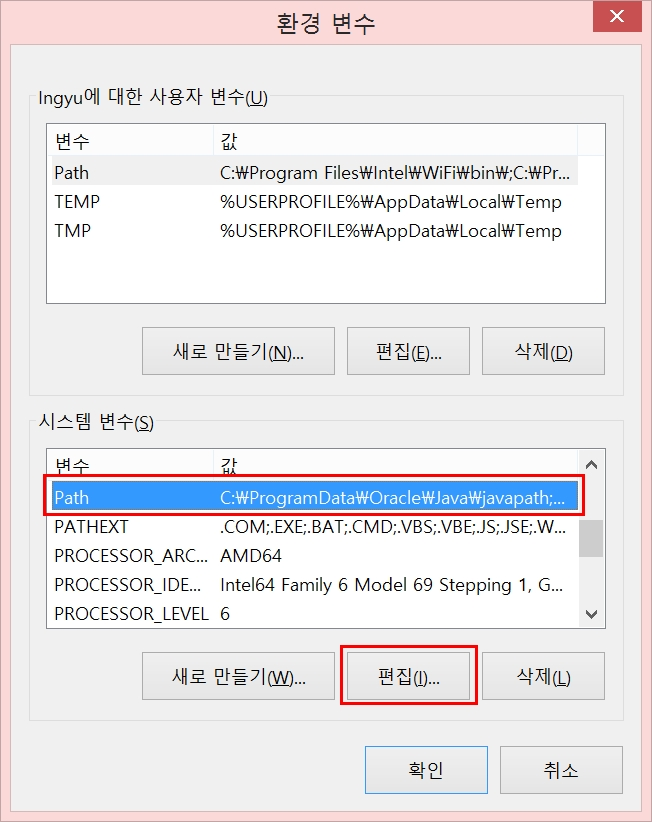 환경 변수
Ingyu에 대한 사용자 변수(U)
변수 값
Path C:₩Program Files₩Intel₩WiFi₩bin₩;C:₩Pr...
TEMP %USERPROFILE%₩AppData₩Local₩Temp
TMP %USERPROFILE%₩AppData₩Local₩Temp
새로 만들기(N)... 편집(E)... 삭제(D)
시스템 변수(S)
변수 값
Path C:₩ProgramData₩Oracle₩Java₩javapath;...
PATHEXT .COM;.EXE;.BAT;.CMD;.VBS;.VBE;.JS;.JSE;.W...
PROCESSOR_ARC... AMD64
PROCESSOR_IDE... Intel64 Family 6 Model 69 Stepping 1, G...
PROCESSOR_LEVEL 6
새로 만들기(W)... 편집(I)... 삭제(L)
확인 취소